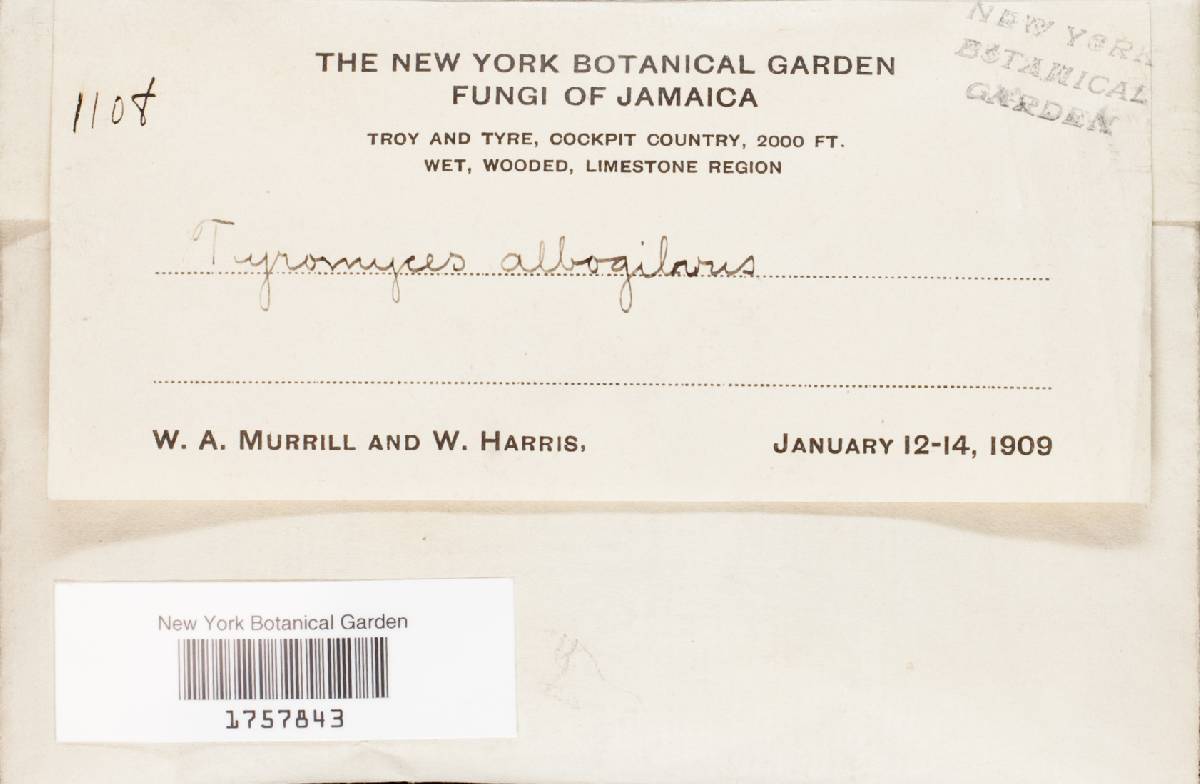 THE NEW YORK BOTANICAL GARDEN
FUNGI OF JAMAICA
1108
NEW YORK
BOTANICAL
GARDEN
TROY AND TYRE, COCKPIT COUNTRY, 2000 FT.
WET, WOODED, LIMESTONE REGION
Tyromyces albogilvus
W. A. MURRILL AND W. HARRIS, JANUARY 12-14, 1909
New York Botanical Garden
1757843